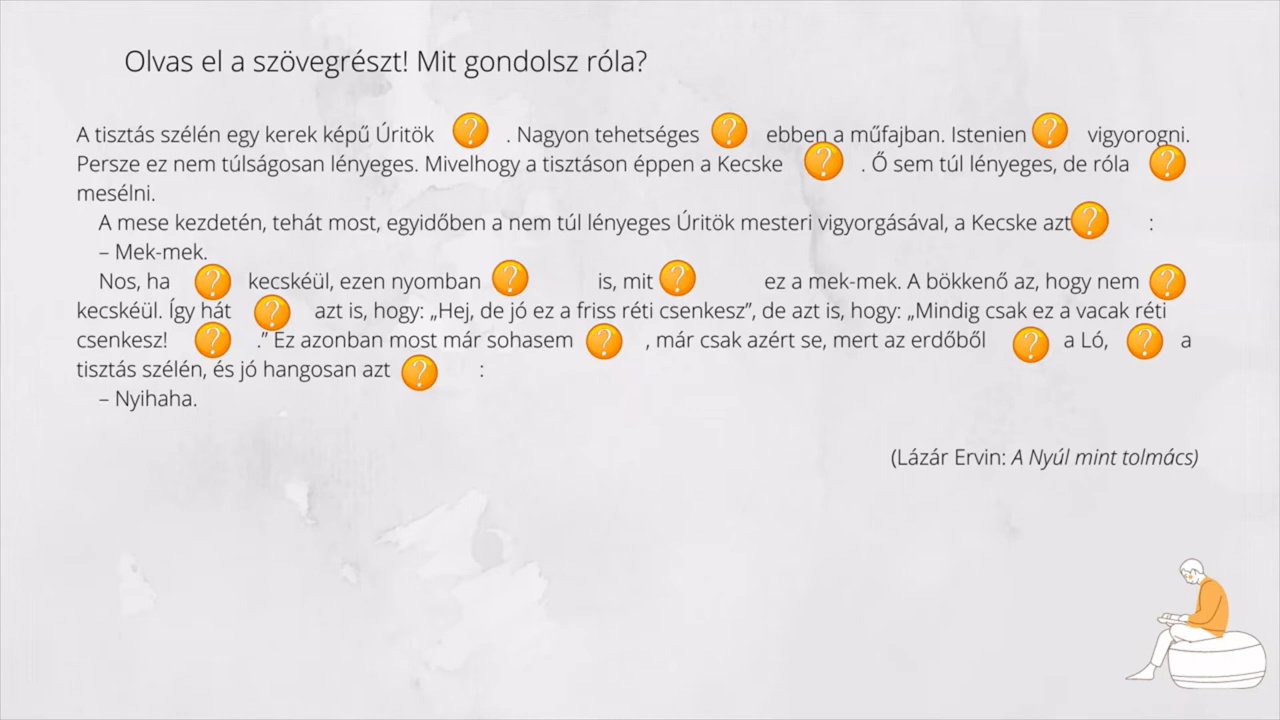 Olvas el a szövegrészt! Mit gondolsz róla?
A tisztás szélén egy kerek képű Úritök ? . Nagyon tehetséges ? ebben a műfajban. Istenien ? vigyorogni.
Persze ez nem túlságosan lényeges. Mivelhogy a tisztáson éppen a Kecske ? . Ő sem túl lényeges, de róla ?
mesélni.
A mese kezdetén, tehát most, egyidőben a nem túl lényeges Úritök mesteri vigyorgásával, a Kecske azt ? :
– Mek-mek.
Nos, ha ? kecskéül, ezen nyomban ? is, mit ? ez a mek-mek. A bökkenő az, hogy nem ?
kecskéül. Így hát ? azt is, hogy: „Hej, de jó ez a friss réti csenkesz”, de azt is, hogy: „Mindig csak ez a vacak réti
csenkesz! ? .” Ez azonban most már sohasem ? , már csak azért se, mert az erdőből ? a Ló, ? a
tisztás szélén, és jó hangosan azt ? :
– Nyihaha.
(Lázár Ervin: A Nyúl mint tolmács)